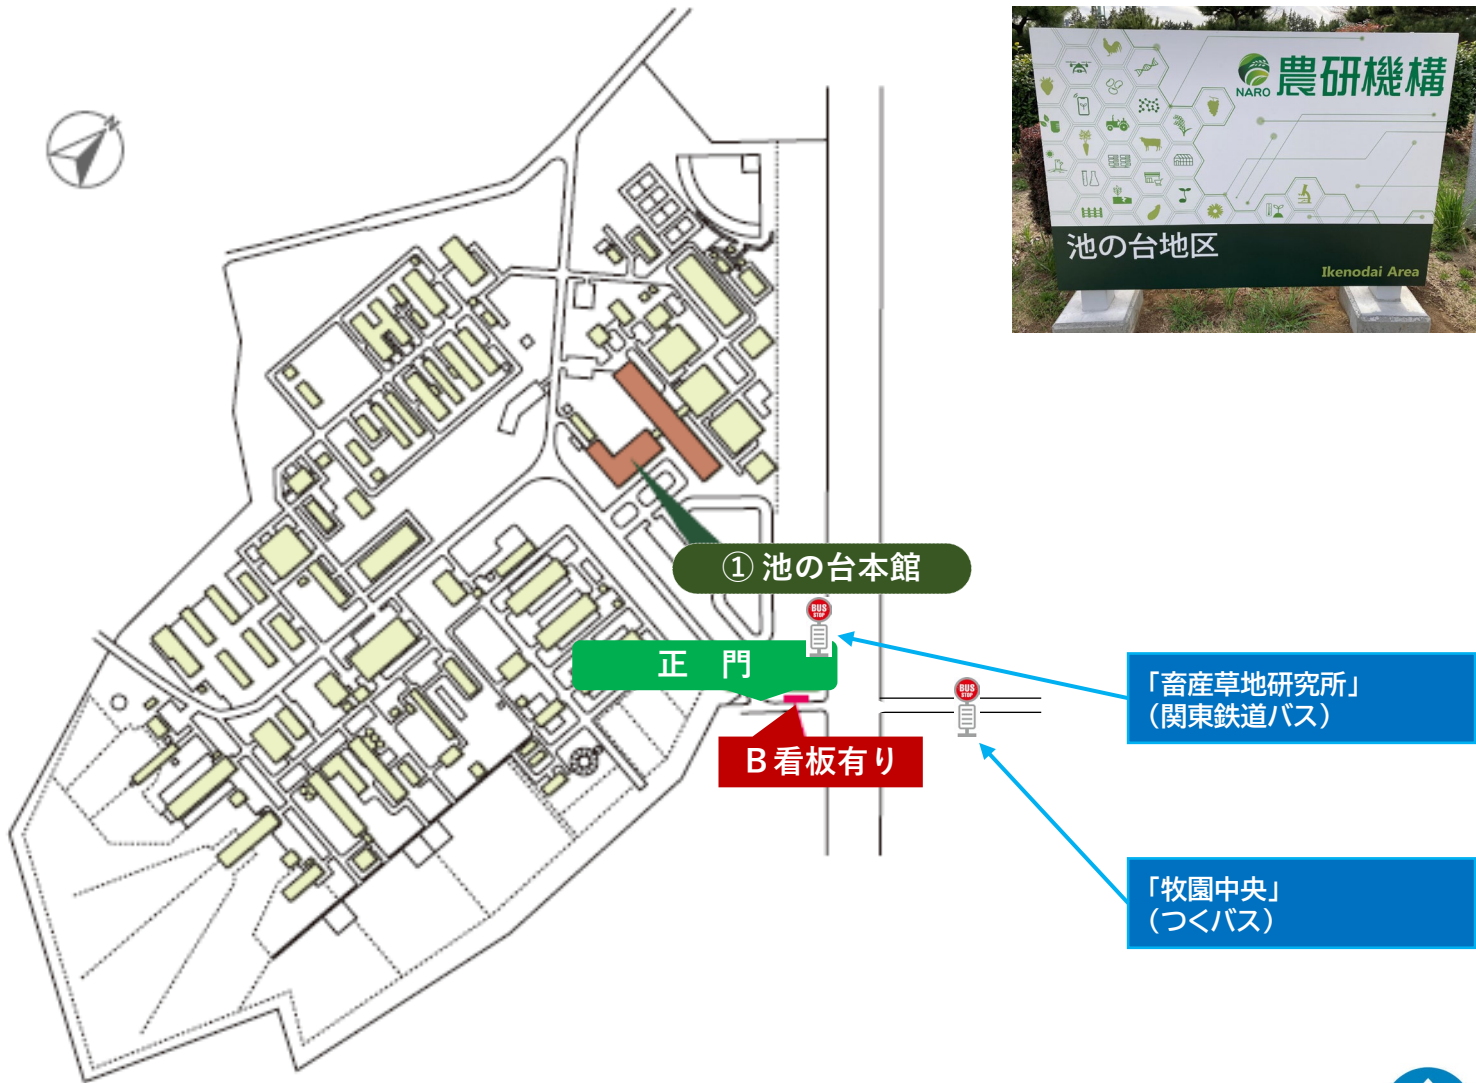 N
NARO 農研機構
池の台地区
Ikenodai Area
① 池の台本館
BUS
STOP
正　門
「畜産草地研究所」
（関東鉄道バス）
BUS
STOP
B 看板有り
「牧園中央」
（つくバス）